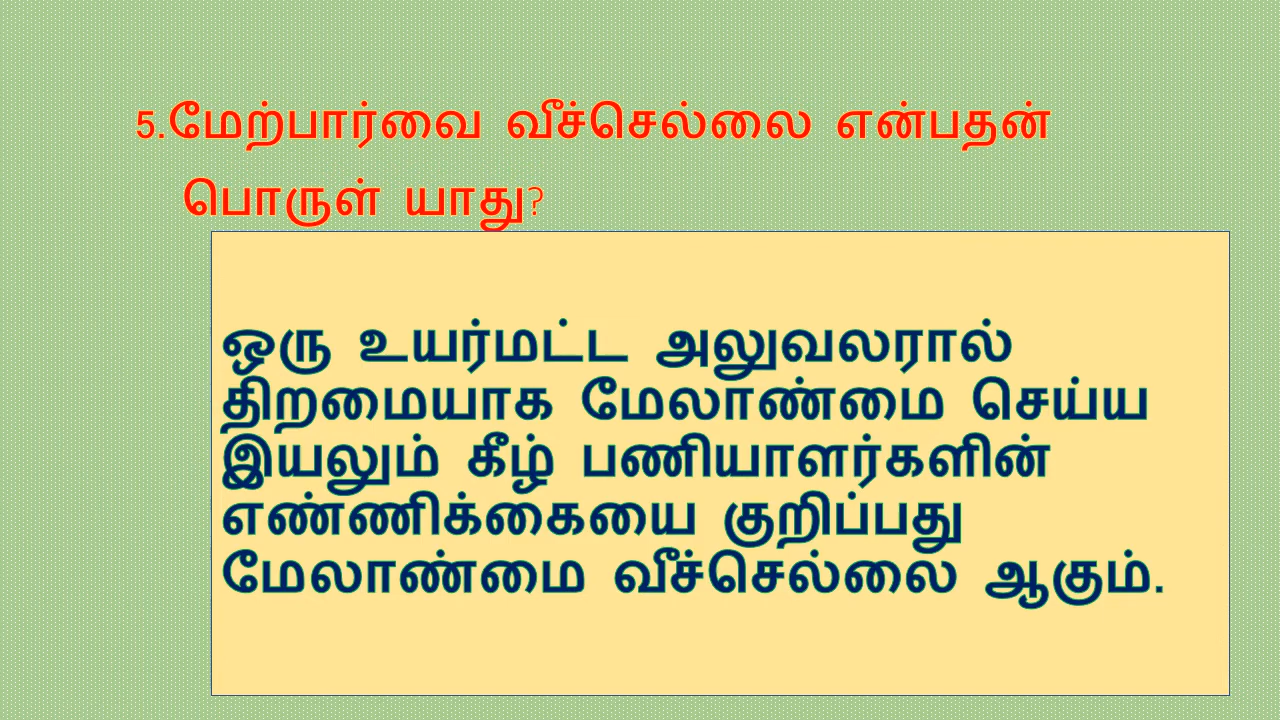 5.மேற்பார்வை வீச்செல்லை என்பதன்
பொருள் யாது?
ஒரு உயர்மட்ட அலுவலரால்
திறமையாக மேலாண்மை செய்ய
இயலும் கீழ் பணியாளர்களின்
எண்ணிக்கையை குறிப்பது
மேலாண்மை வீச்செல்லை ஆகும்.